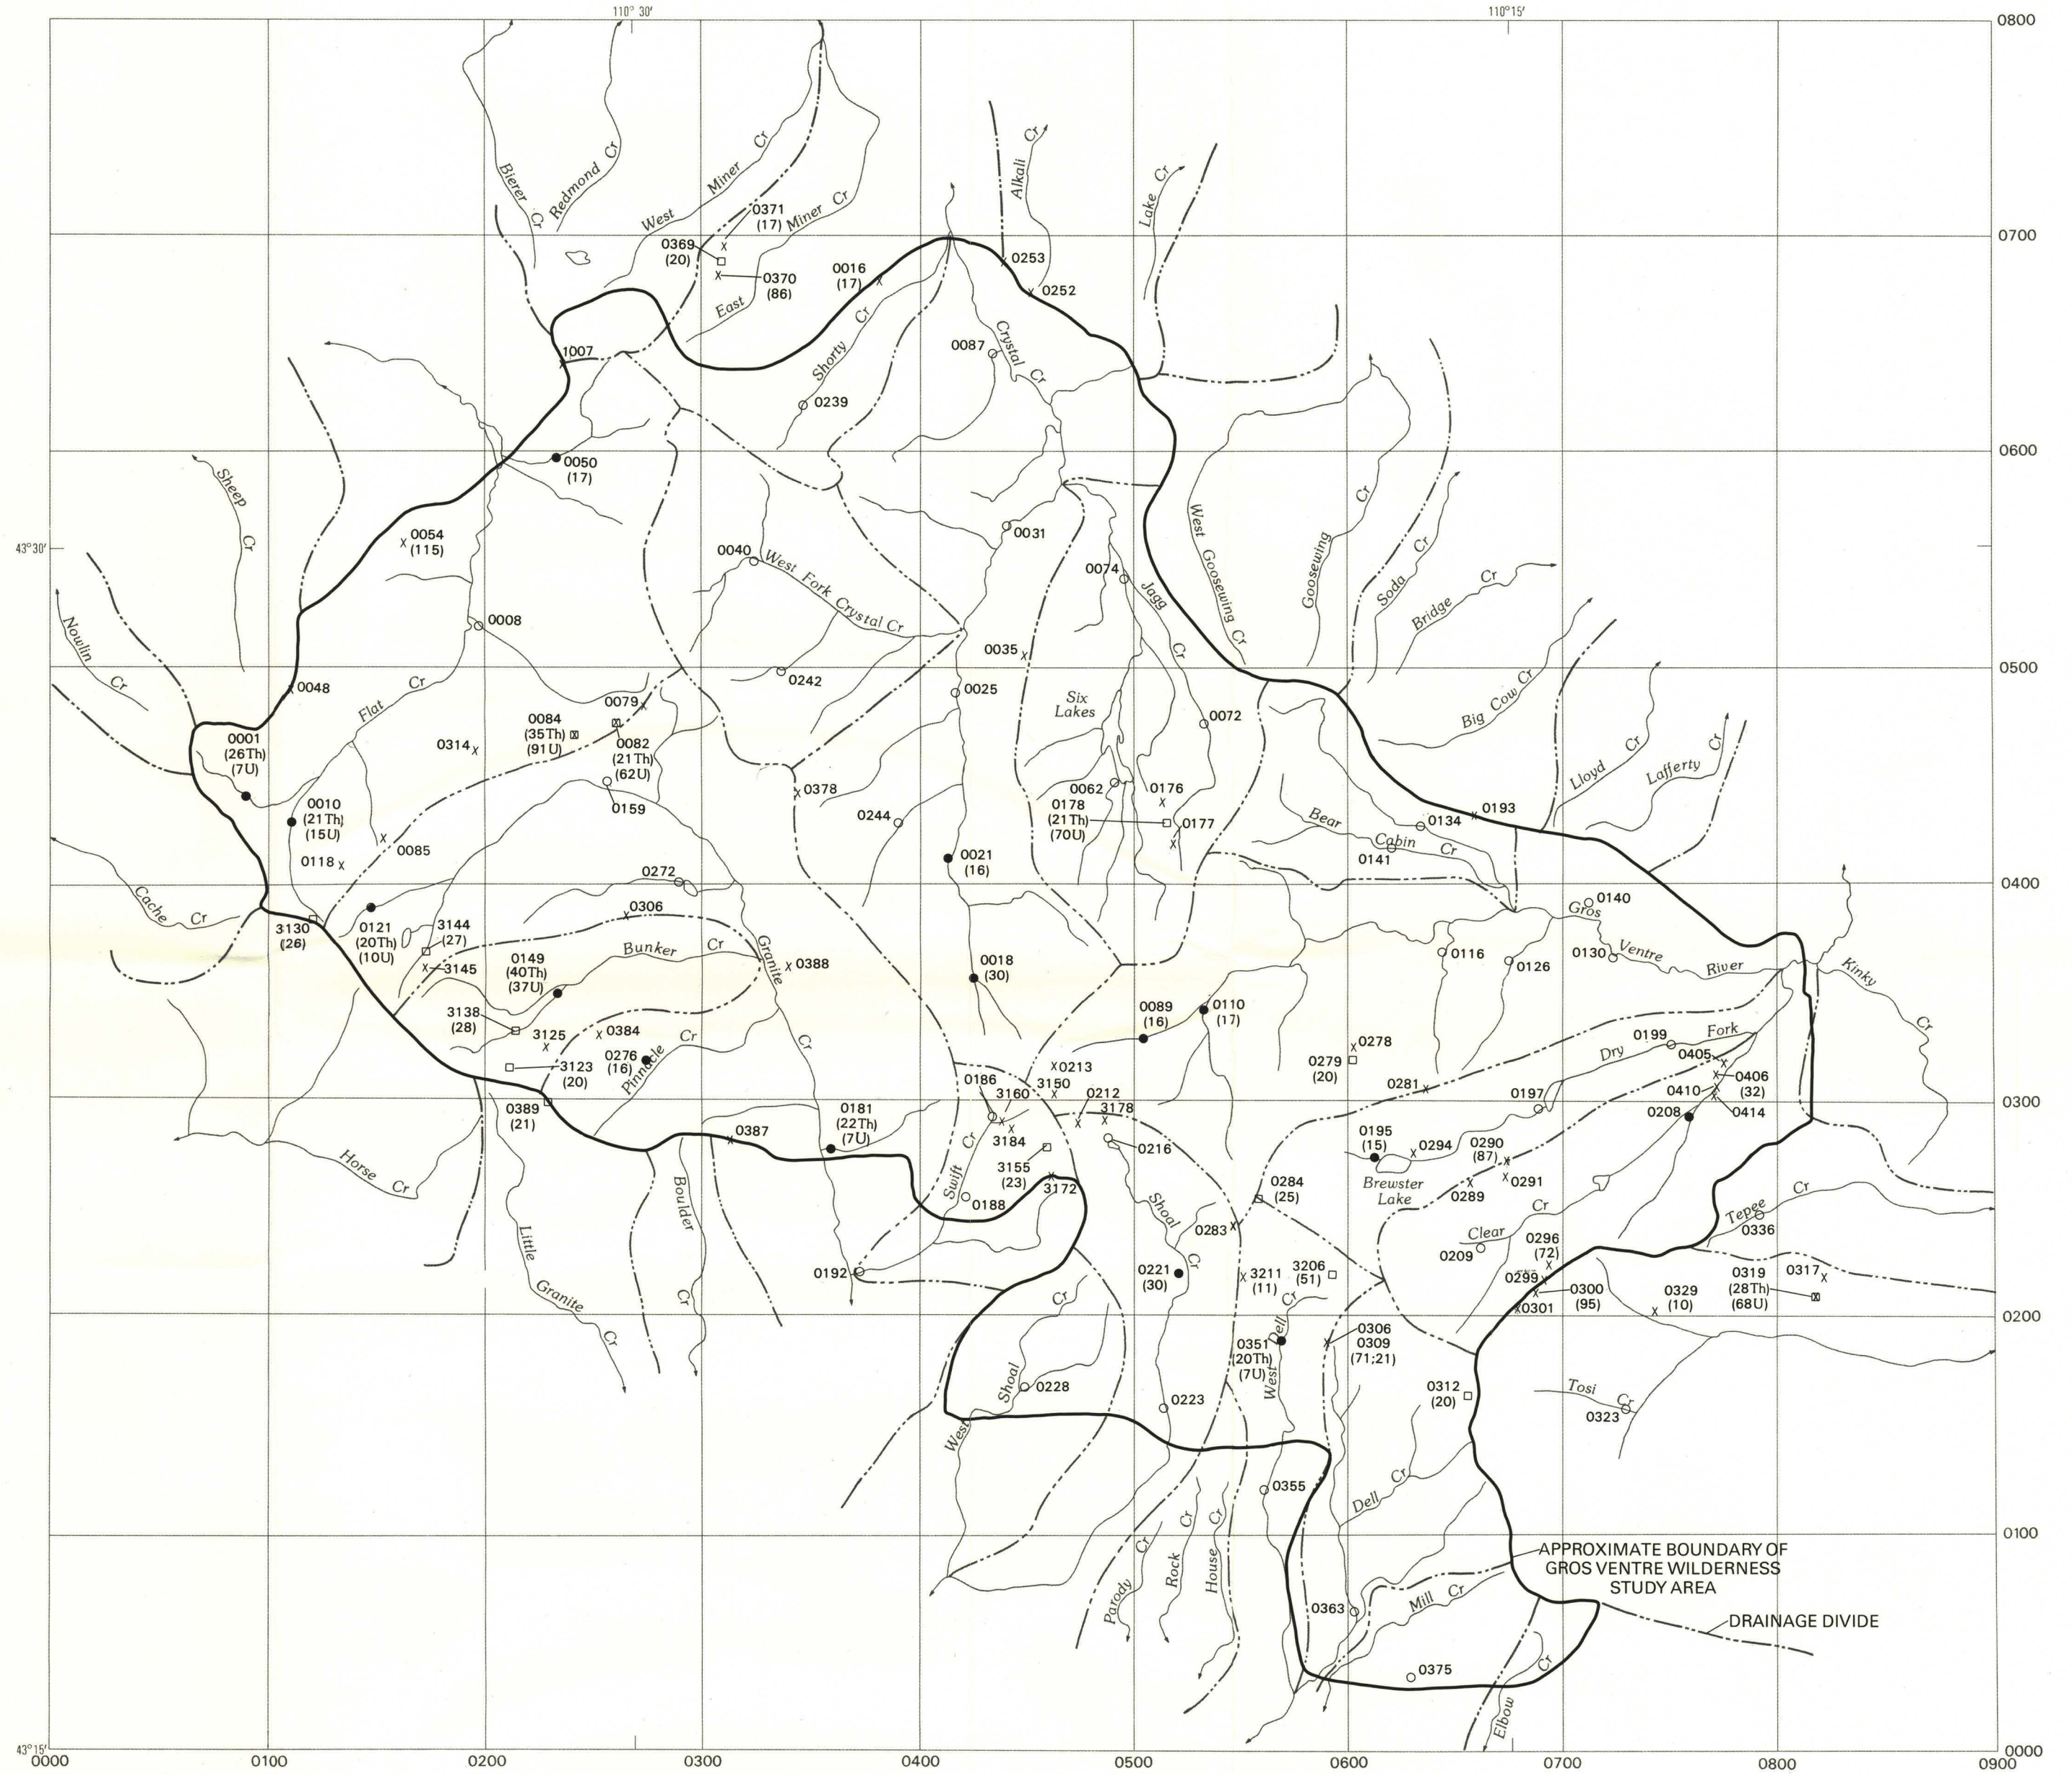 110° 30'
110°15'
0800
Bierer Cr
Redmond Cr
West Miner Cr
East Miner Cr
Alkali Cr
Lake Cr
0371
(17)
0369
(20)
0370
(86)
0700
0016
(17)
0253
0252
1007
Shorty Cr
Crystal Cr
0087
0239
0600
0050
(17)
Sheep Cr
0054
(115)
43°30'
0031
0040
West Fork Crystal Cr
0074
Jagg Cr
West Goosewing Cr
Goosewing Cr
Soda Cr
Bridge Cr
Nowlin Cr
0008
0035
0500
0048
Flat Cr
0242
0025
Six
Lakes
0072
Big Cow Cr
0079
0084
(35Th)
(91U)
0082
(21Th)
(62U)
0314
0001
(26Th)
(7U)
0159
0378
0062
0176
0178
(21Th)
(70U)
0177
Lloyd Cr
Lafferty Cr
0193
0010
(21Th)
(15U)
0244
Bear Cabin Cr
0134
0141
0085
0118
0021
(16)
0272
0400
Cache Cr
0306
0140
Gros Ventre River
3130
(26)
0121
(20Th)
(10U)
3144
(27)
3145
Bunker Cr
Granite Cr
0388
0149
(40Th)
(37U)
0018
(30)
0116
0126
0130
Kinky Cr
3138
(28)
3125
0384
0276
(16)
Pinnacle Cr
0089
(16)
0110
(17)
0278
0279
(20)
0199
Dry Fork
0405
0406
(32)
0410
0414
0208
3123
(20)
0213
3150
0186
3160
0212
3178
0281
0197
0300
0389
(21)
0387
0181
(22Th)
(7U)
3184
3155
(23)
3172
0216
0195
(15)
0294
0290
(87)
0291
0289
Brewster
Lake
Horse Cr
Boulder Cr
Swift Cr
0188
0284
(25)
0283
Shoal Cr
Clear Cr
0209
0296
(72)
Tepee Cr
0336
Little Granite Cr
0192
0221
(30)
3211
(11)
3206
(51)
0299
0300
(95)
0301
0329
(10)
0319
(28Th)
(68U)
0317
0200
West Dell Cr
0351
(20Th)
(7U)
0306
0309
(71;21)
West Shoal Cr
0228
0223
0312
(20)
Tosi Cr
0323
0355
Dell Cr
0100
Parody Cr
Rock Cr
House Cr
APPROXIMATE BOUNDARY OF
GROS VENTRE WILDERNESS
STUDY AREA
DRAINAGE DIVIDE
0363
Mill Cr
0375
Elbow Cr
43°15'
0000
0000
0100
0200
0300
0400
0500
0600
0700
0800
0900